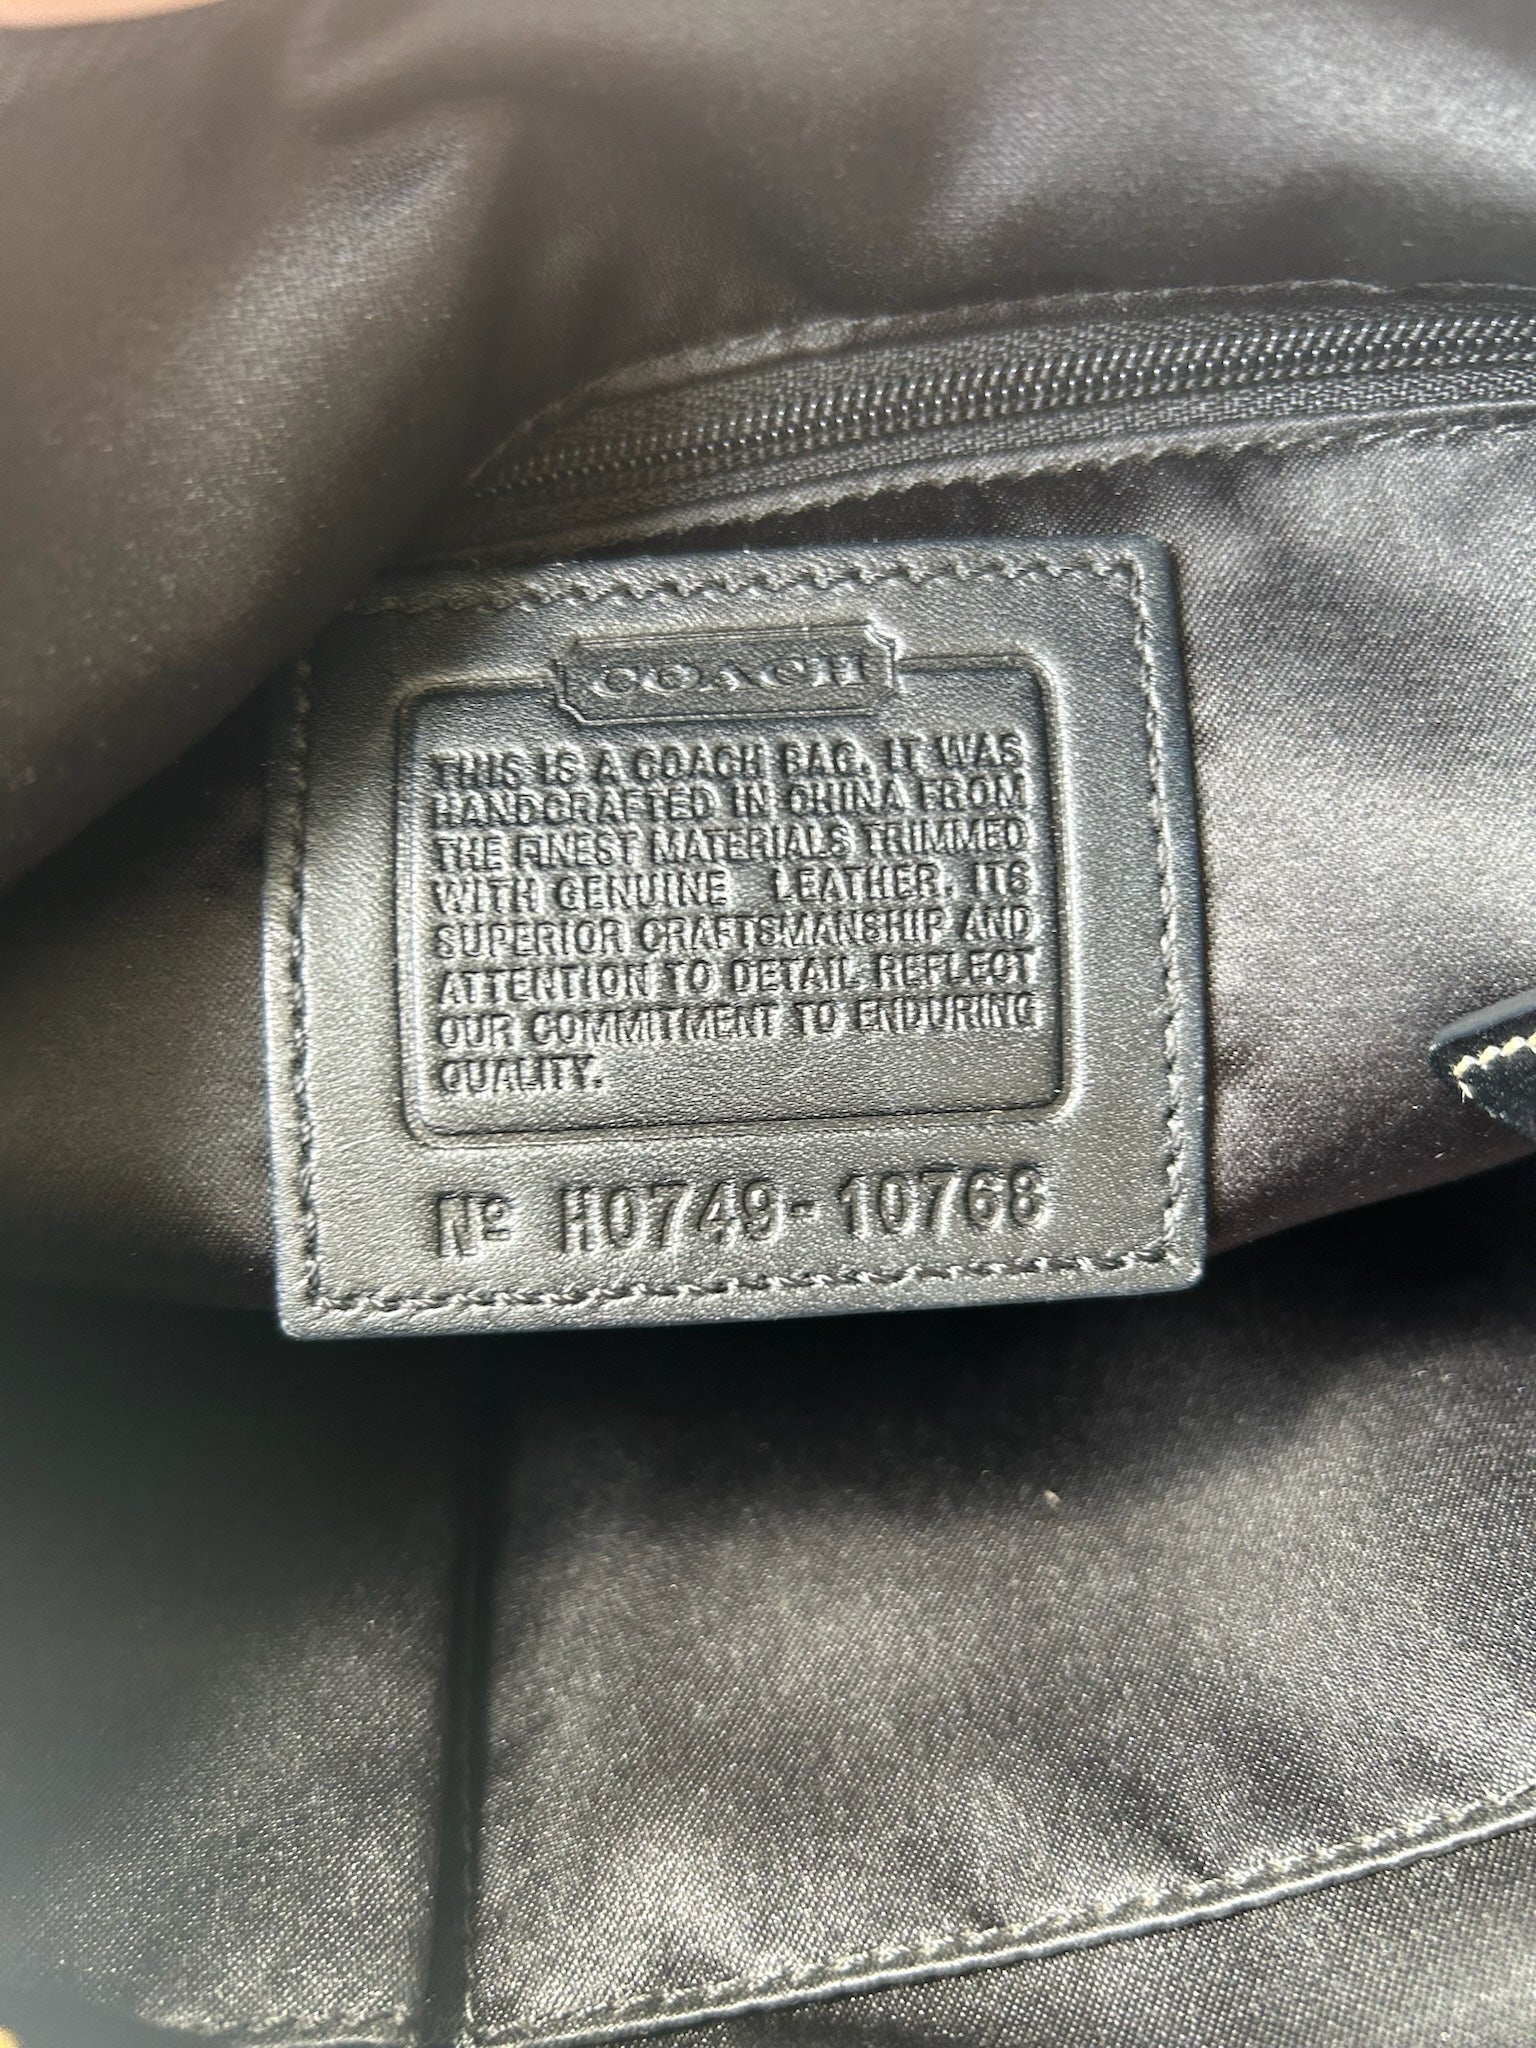 COACH
THIS IS A COACH BAG. IT WAS
HANDCRAFTED IN CHINA FROM
THE FINEST MATERIALS TRIMMED
WITH GENUINE LEATHER. ITS
SUPERIOR CRAFTSMANSHIP AND
ATTENTION TO DETAIL REFLECT
OUR COMMITMENT TO ENDURING
QUALITY.
Nº H0749-10768